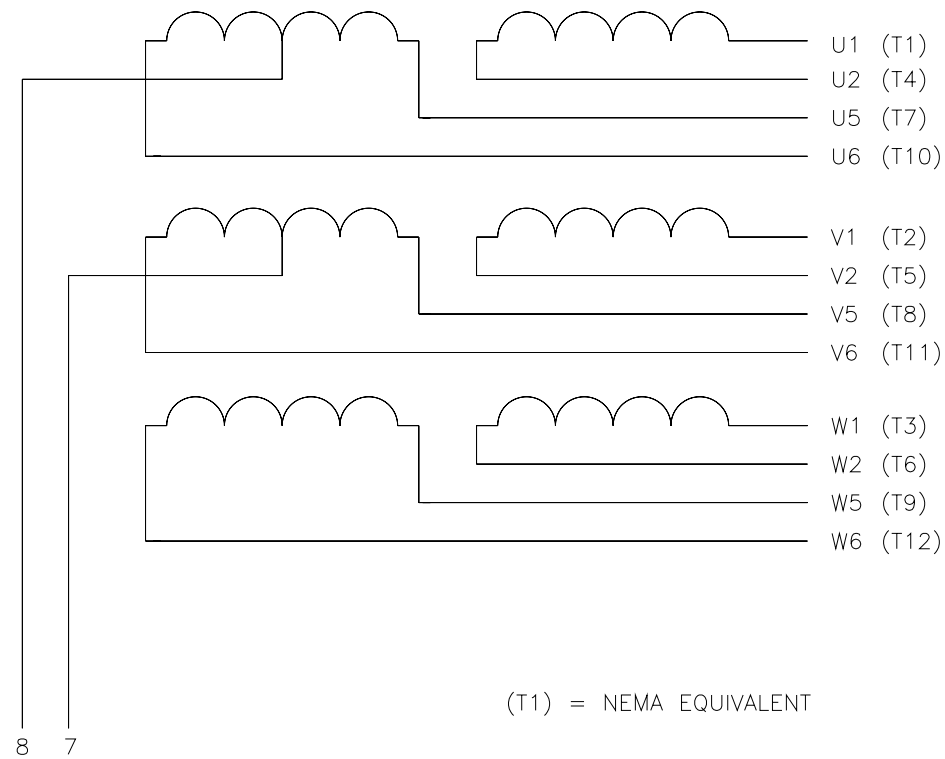 U1 (T1)
U2 (T4)
U5 (T7)
U6 (T10)
V1 (T2)
V2 (T5)
V5 (T8)
V6 (T11)
W1 (T3)
W2 (T6)
W5 (T9)
W6 (T12)
(T1) = NEMA EQUIVALENT
8 7